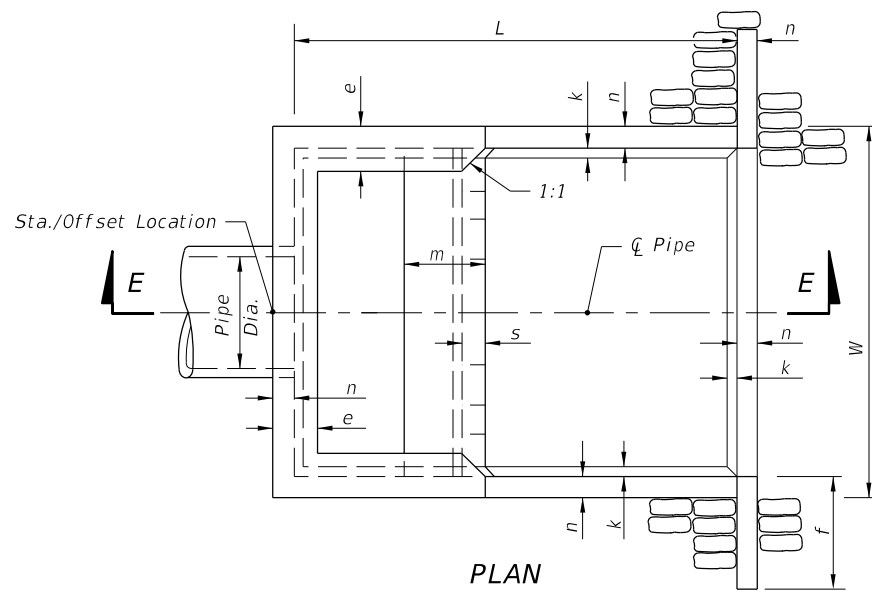 L
n
e
k
n
1:1
Sta./Offset Location
℄ Pipe
m
E
E
Pipe
Dia.
s
n
W
n
k
e
n
k
f
PLAN